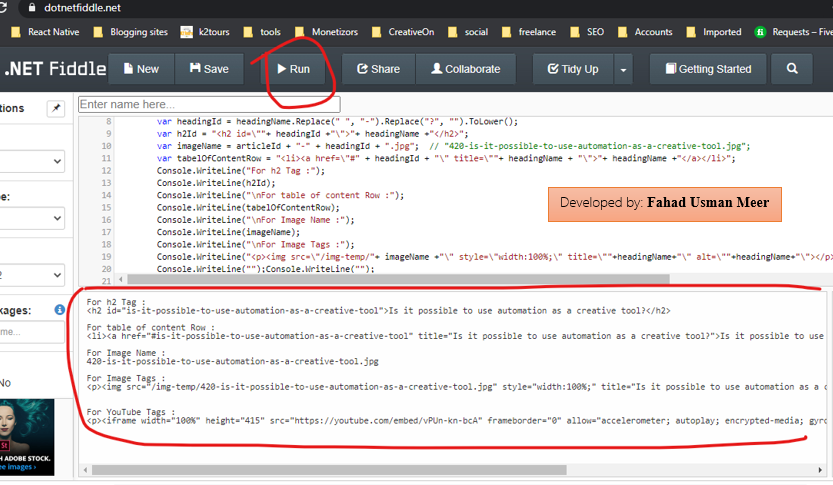 dotnetfiddle.net
React Native Blogging sites k2tours tools Monetizors CreativeOn social freelance SEO Accounts Imported Requests – Five
.NET Fiddle New Save Run Share Collaborate Tidy Up Getting Started
tions
Enter name here...
8 var headingId = headingName.Replace(" ", "-").Replace("?", "").ToLower();
9 var h2Id = "<h2 id=\""+ headingId +"\">"+ headingName +"</h2>";
10 var imageName = articleId + "-" + headingId + ".jpg"; // "420-is-it-possible-to-use-automation-as-a-creative-tool.jpg";
11 var tabelOfContentRow = "<li><a href=\"#" + headingId + "\" title=\""+ headingName + "\">"+ headingName +"</a></li>";
12 Console.WriteLine("For h2 Tag :");
13 Console.WriteLine(h2Id);
14 Console.WriteLine("\nFor table of content Row :");
15 Console.WriteLine(tabelOfContentRow);
16 Console.WriteLine("\nFor Image Name :");
17 Console.WriteLine(imageName);
18 Console.WriteLine("\nFor Image Tags :");
19 Console.WriteLine("<p><img src=\"/img-temp/"+ imageName +"\" style=\"width:100%;\" title=\""+headingName+"\" alt=\""+headingName+"\"></p>
20 Console.WriteLine("");Console.WriteLine("");
21
Developed by: Fahad Usman Meer
pe:
2
kages:
me...
No
For h2 Tag :
<h2 id="is-it-possible-to-use-automation-as-a-creative-tool">Is it possible to use automation as a creative tool?</h2>
For table of content Row :
<li><a href="#is-it-possible-to-use-automation-as-a-creative-tool" title="Is it possible to use automation as a creative tool?">Is it possible to use
For Image Name :
420-is-it-possible-to-use-automation-as-a-creative-tool.jpg
For Image Tags :
<p><img src="/img-temp/420-is-it-possible-to-use-automation-as-a-creative-tool.jpg" style="width:100%;" title="Is it possible to use automation as a c
For YouTube Tags :
<p><iframe width="100%" height="415" src="https://youtube.com/embed/vPUn-kn-bcA" frameborder="0" allow="accelerometer; autoplay; encrypted-media; gyro
St
H ADOBE STOCK.
ee images ›